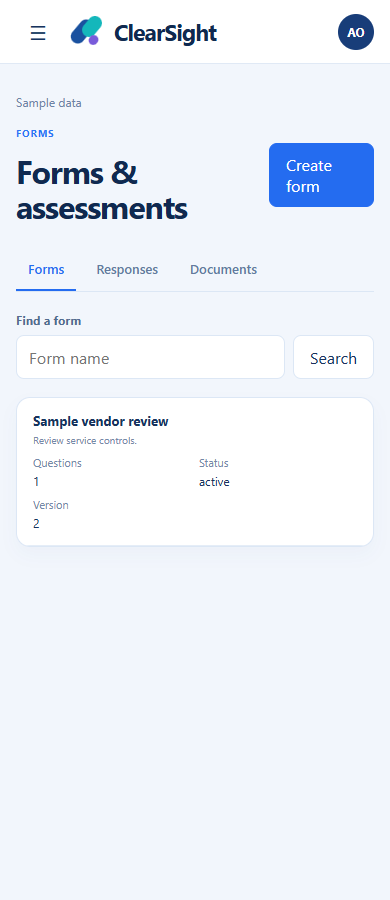 ☰ ClearSight AO
Sample data
FORMS
Forms &
assessments
Create
form
Forms Responses Documents
Find a form
Form name Search
Sample vendor review
Review service controls.
Questions Status
1 active
Version
2